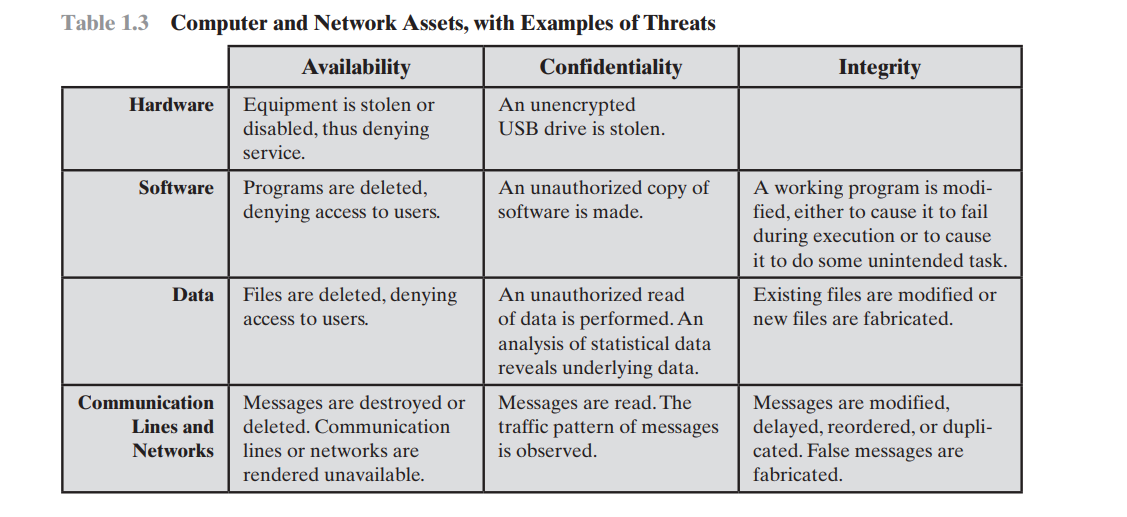 Table 1.3 Computer and Network Assets, with Examples of Threats
Availability Confidentiality Integrity
Hardware
Equipment is stolen or
disabled, thus denying
service.
An unencrypted
USB drive is stolen.
Software
Programs are deleted,
denying access to users.
An unauthorized copy of
software is made.
A working program is modi-
fied, either to cause it to fail
during execution or to cause
it to do some unintended task.
Data
Files are deleted, denying
access to users.
An unauthorized read
of data is performed. An
analysis of statistical data
reveals underlying data.
Existing files are modified or
new files are fabricated.
Communication
Lines and
Networks
Messages are destroyed or
deleted. Communication
lines or networks are
rendered unavailable.
Messages are read. The
traffic pattern of messages
is observed.
Messages are modified,
delayed, reordered, or dupli-
cated. False messages are
fabricated.